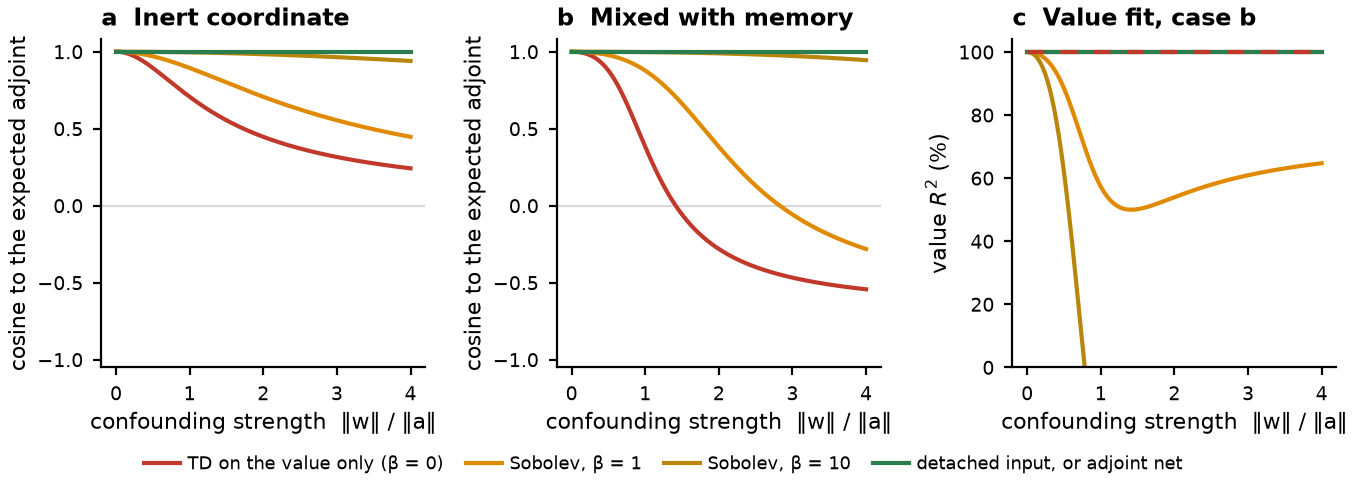 a Inert coordinate
cosine to the expected adjoint
1.0
0.5
0.0
−0.5
−1.0
0 1 2 3 4
confounding strength ‖w‖ / ‖a‖
b Mixed with memory
cosine to the expected adjoint
1.0
0.5
0.0
−0.5
−1.0
0 1 2 3 4
confounding strength ‖w‖ / ‖a‖
c Value fit, case b
value R² (%)
100
80
60
40
20
0
0 1 2 3 4
confounding strength ‖w‖ / ‖a‖
TD on the value only (β = 0)
Sobolev, β = 1
Sobolev, β = 10
detached input, or adjoint net